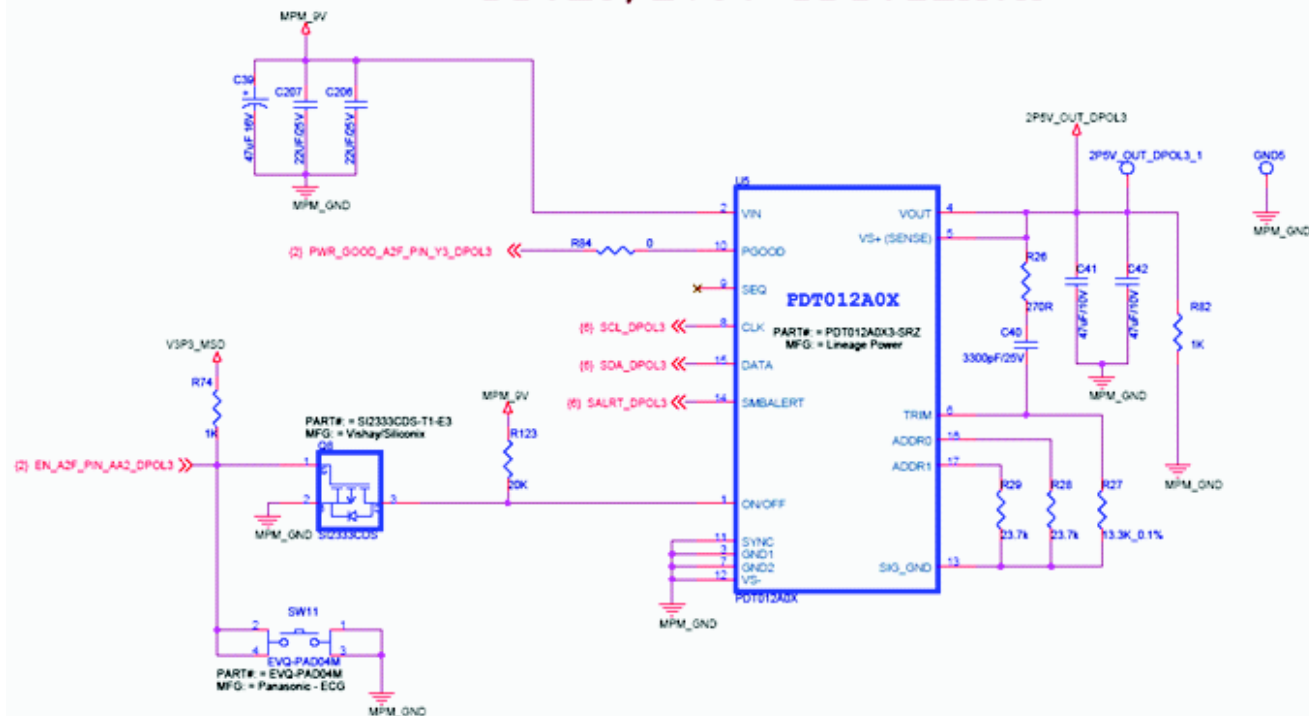 MPM_9V
C39
+
47uF 16V
C207
22UF/25V
C206
22UF/25V
MPM_GND
2P5V_OUT_DPOL3
2P5V_OUT_DPOL3_1
GND5
MPM_GND
U5
2 VIN
VOUT 4
VS+ (SENSE) 5
{2} PWR_GOOD_A2F_PIN_Y3_DPOL3
R84 0
10 PGOOD
9 SEQ
PDT012A0X
PART#: = PDT012A0X3-SRZ
MFG: = Lineage Power
{6} SCL_DPOL3
8 CLK
{6} SDA_DPOL3
15 DATA
{6} SALRT_DPOL3
14 SMBALERT
R26
270R
C40
3300pF/25V
C41
47uF/10V
C42
47uF/10V
MPM_GND
R82
1K
MPM_GND
TRIM 6
ADDR0 16
ADDR1 17
V3P3_MSD
R74
1K
PART#: = SI2333CDS-T1-E3
MFG: = Vishay/Siliconix
Q8
MPM_9V
R123
20K
{2} EN_A2F_PIN_AA2_DPOL3
1
2
3
MPM_GND
SI2333CDS
1 ON/OFF
R29
23.7k
R28
23.7k
R27
13.3K_0.1%
11 SYNC
3 GND1
7 GND2
12 VS-
SIG_GND 13
PDT012A0X
MPM_GND
SW11
2 1
4 3
EVQ-PAD04M
PART#: = EVQ-PAD04M
MFG: = Panasonic - ECG
MPM_GND